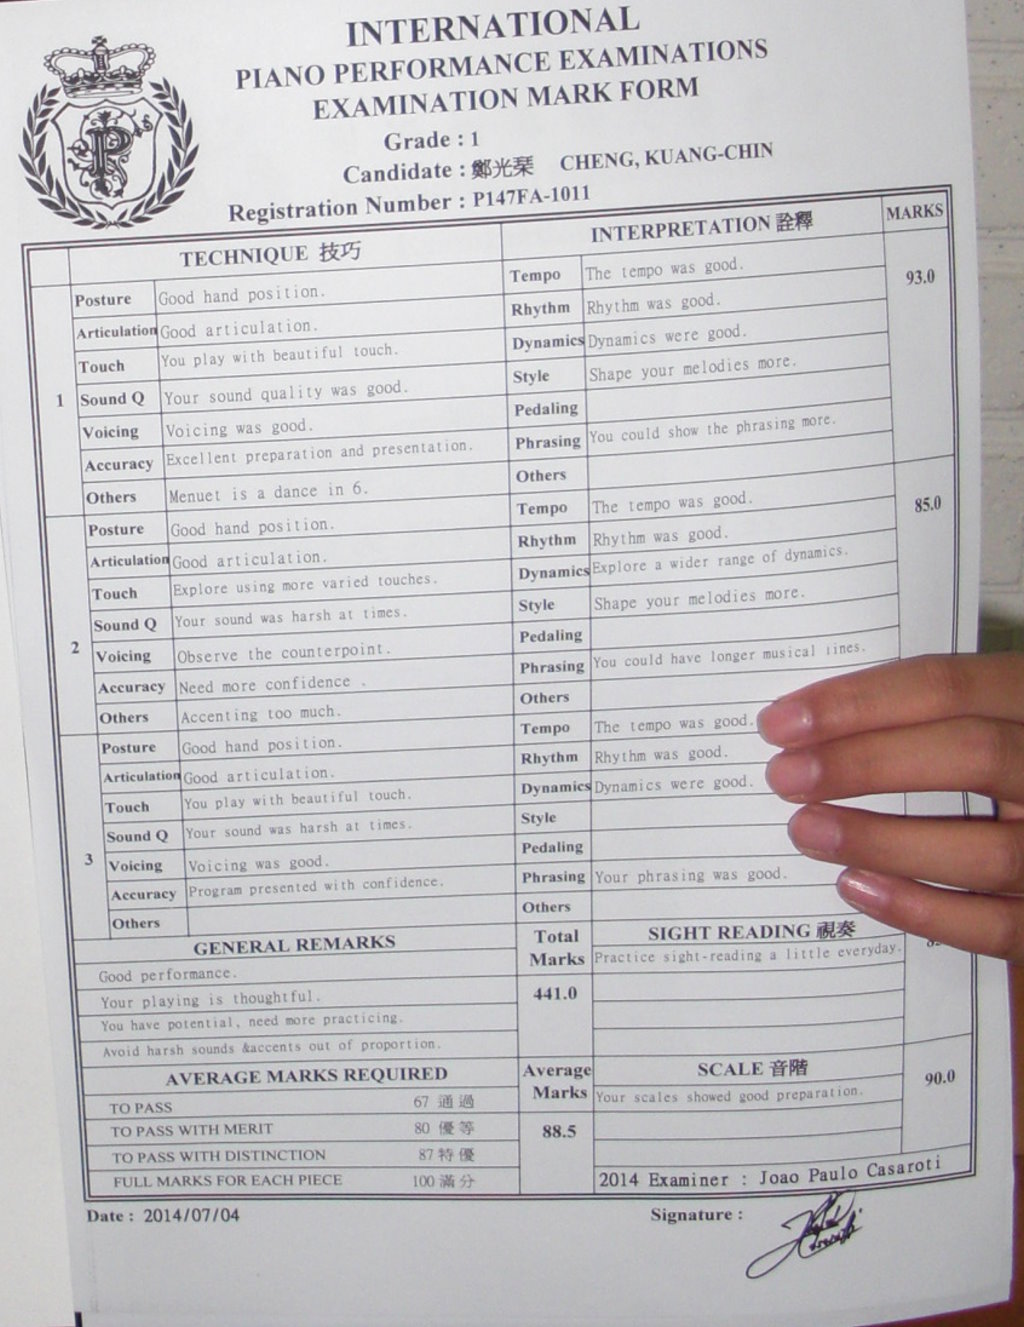 INTERNATIONAL
PIANO PERFORMANCE EXAMINATIONS
EXAMINATION MARK FORM
Grade : 1
Candidate : 鄭光琹 CHENG, KUANG-CHIN
Registration Number : P147FA-1011
TECHNIQUE 技巧 INTERPRETATION 詮釋 MARKS
1
Posture Good hand position.
Articulation Good articulation.
Touch You play with beautiful touch.
Sound Q Your sound quality was good.
Voicing Voicing was good.
Accuracy Excellent preparation and presentation.
Others Menuet is a dance in 6.
Tempo The tempo was good.
Rhythm Rhythm was good.
Dynamics Dynamics were good.
Style Shape your melodies more.
Pedaling
Phrasing You could show the phrasing more.
Others
93.0
2
Posture Good hand position.
Articulation Good articulation.
Touch Explore using more varied touches.
Sound Q Your sound was harsh at times.
Voicing Observe the counterpoint.
Accuracy Need more confidence .
Others Accenting too much.
Tempo The tempo was good.
Rhythm Rhythm was good.
Dynamics Explore a wider range of dynamics.
Style Shape your melodies more.
Pedaling
Phrasing You could have longer musical lines.
Others
85.0
3
Posture Good hand position.
Articulation Good articulation.
Touch You play with beautiful touch.
Sound Q Your sound was harsh at times.
Voicing Voicing was good.
Accuracy Program presented with confidence.
Others
Tempo The tempo was good.
Rhythm Rhythm was good.
Dynamics Dynamics were good.
Style
Pedaling
Phrasing Your phrasing was good.
Others
GENERAL REMARKS
Good performance.
Your playing is thoughtful.
You have potential, need more practicing.
Avoid harsh sounds &accents out of proportion.
Total
Marks
441.0
SIGHT READING 視奏
Practice sight-reading a little everyday.
AVERAGE MARKS REQUIRED
TO PASS 67 通過
TO PASS WITH MERIT 80 優等
TO PASS WITH DISTINCTION 87 特優
FULL MARKS FOR EACH PIECE 100 滿分
Average
Marks
88.5
SCALE 音階
Your scales showed good preparation.
90.0
2014 Examiner : Joao Paulo Casaroti
Date : 2014/07/04
Signature :